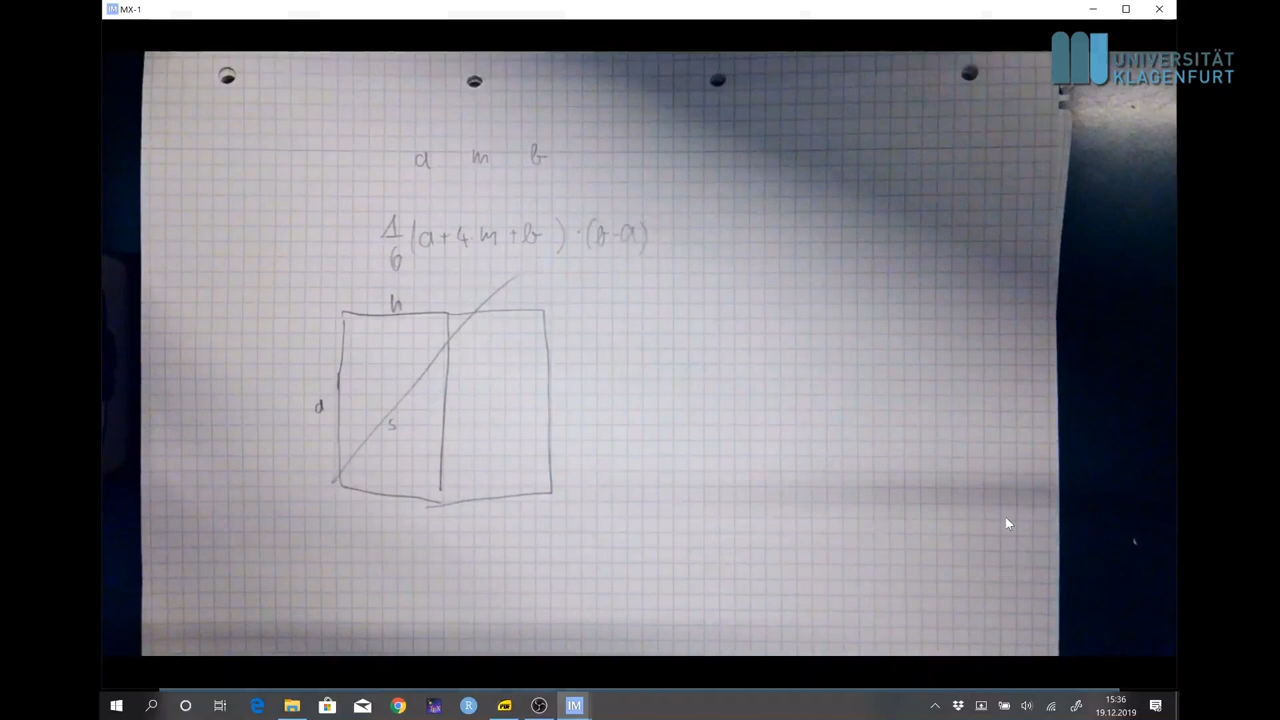 MX-1
UNIVERSITÄT
KLAGENFURT
a m b
1/6 (a+4·m+b)·(b-a)
h
d
s
15:36
19.12.2019